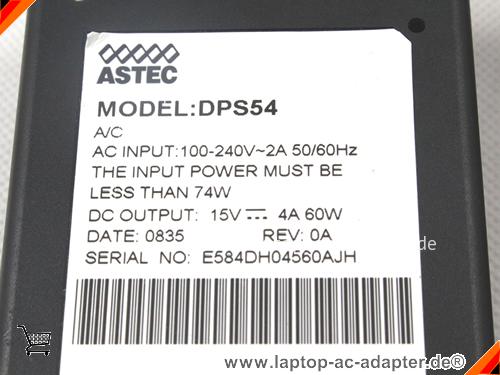 ASTEC
MODEL:DPS54
A/C
AC INPUT:100-240V~2A 50/60Hz
THE INPUT POWER MUST BE
LESS THAN 74W
DC OUTPUT: 15V ⎓ 4A 60W
DATE: 0835 REV: 0A
SERIAL NO: E584DH04560AJH
www.laptop-ac-adapter.de®